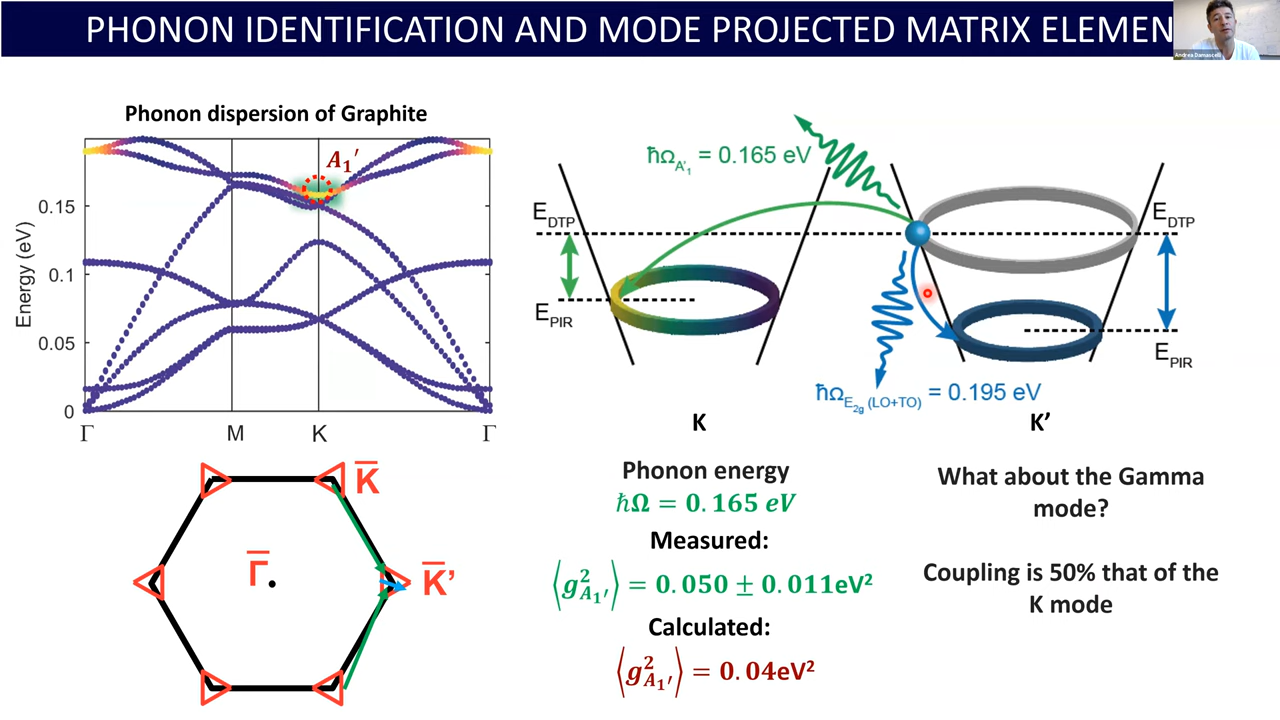 PHONON IDENTIFICATION AND MODE PROJECTED MATRIX ELEMEN
Andrea Damascelli
Phonon dispersion of Graphite
A₁′
Energy (eV)
0.15
0.1
0.05
0
Γ M K Γ
ħΩ_A′₁ = 0.165 eV
E_DTP
E_DTP
E_PIR
E_PIR
ħΩ_E₂g (LO+TO) = 0.195 eV
K
K’
K̅
Γ̅
K̅’
Phonon energy
ħΩ = 0.165 eV
Measured:
⟨g²_A₁′⟩ = 0.050 ± 0.011eV²
Calculated:
⟨g²_A₁′⟩ = 0.04eV²
What about the Gamma
mode?
Coupling is 50% that of the
K mode